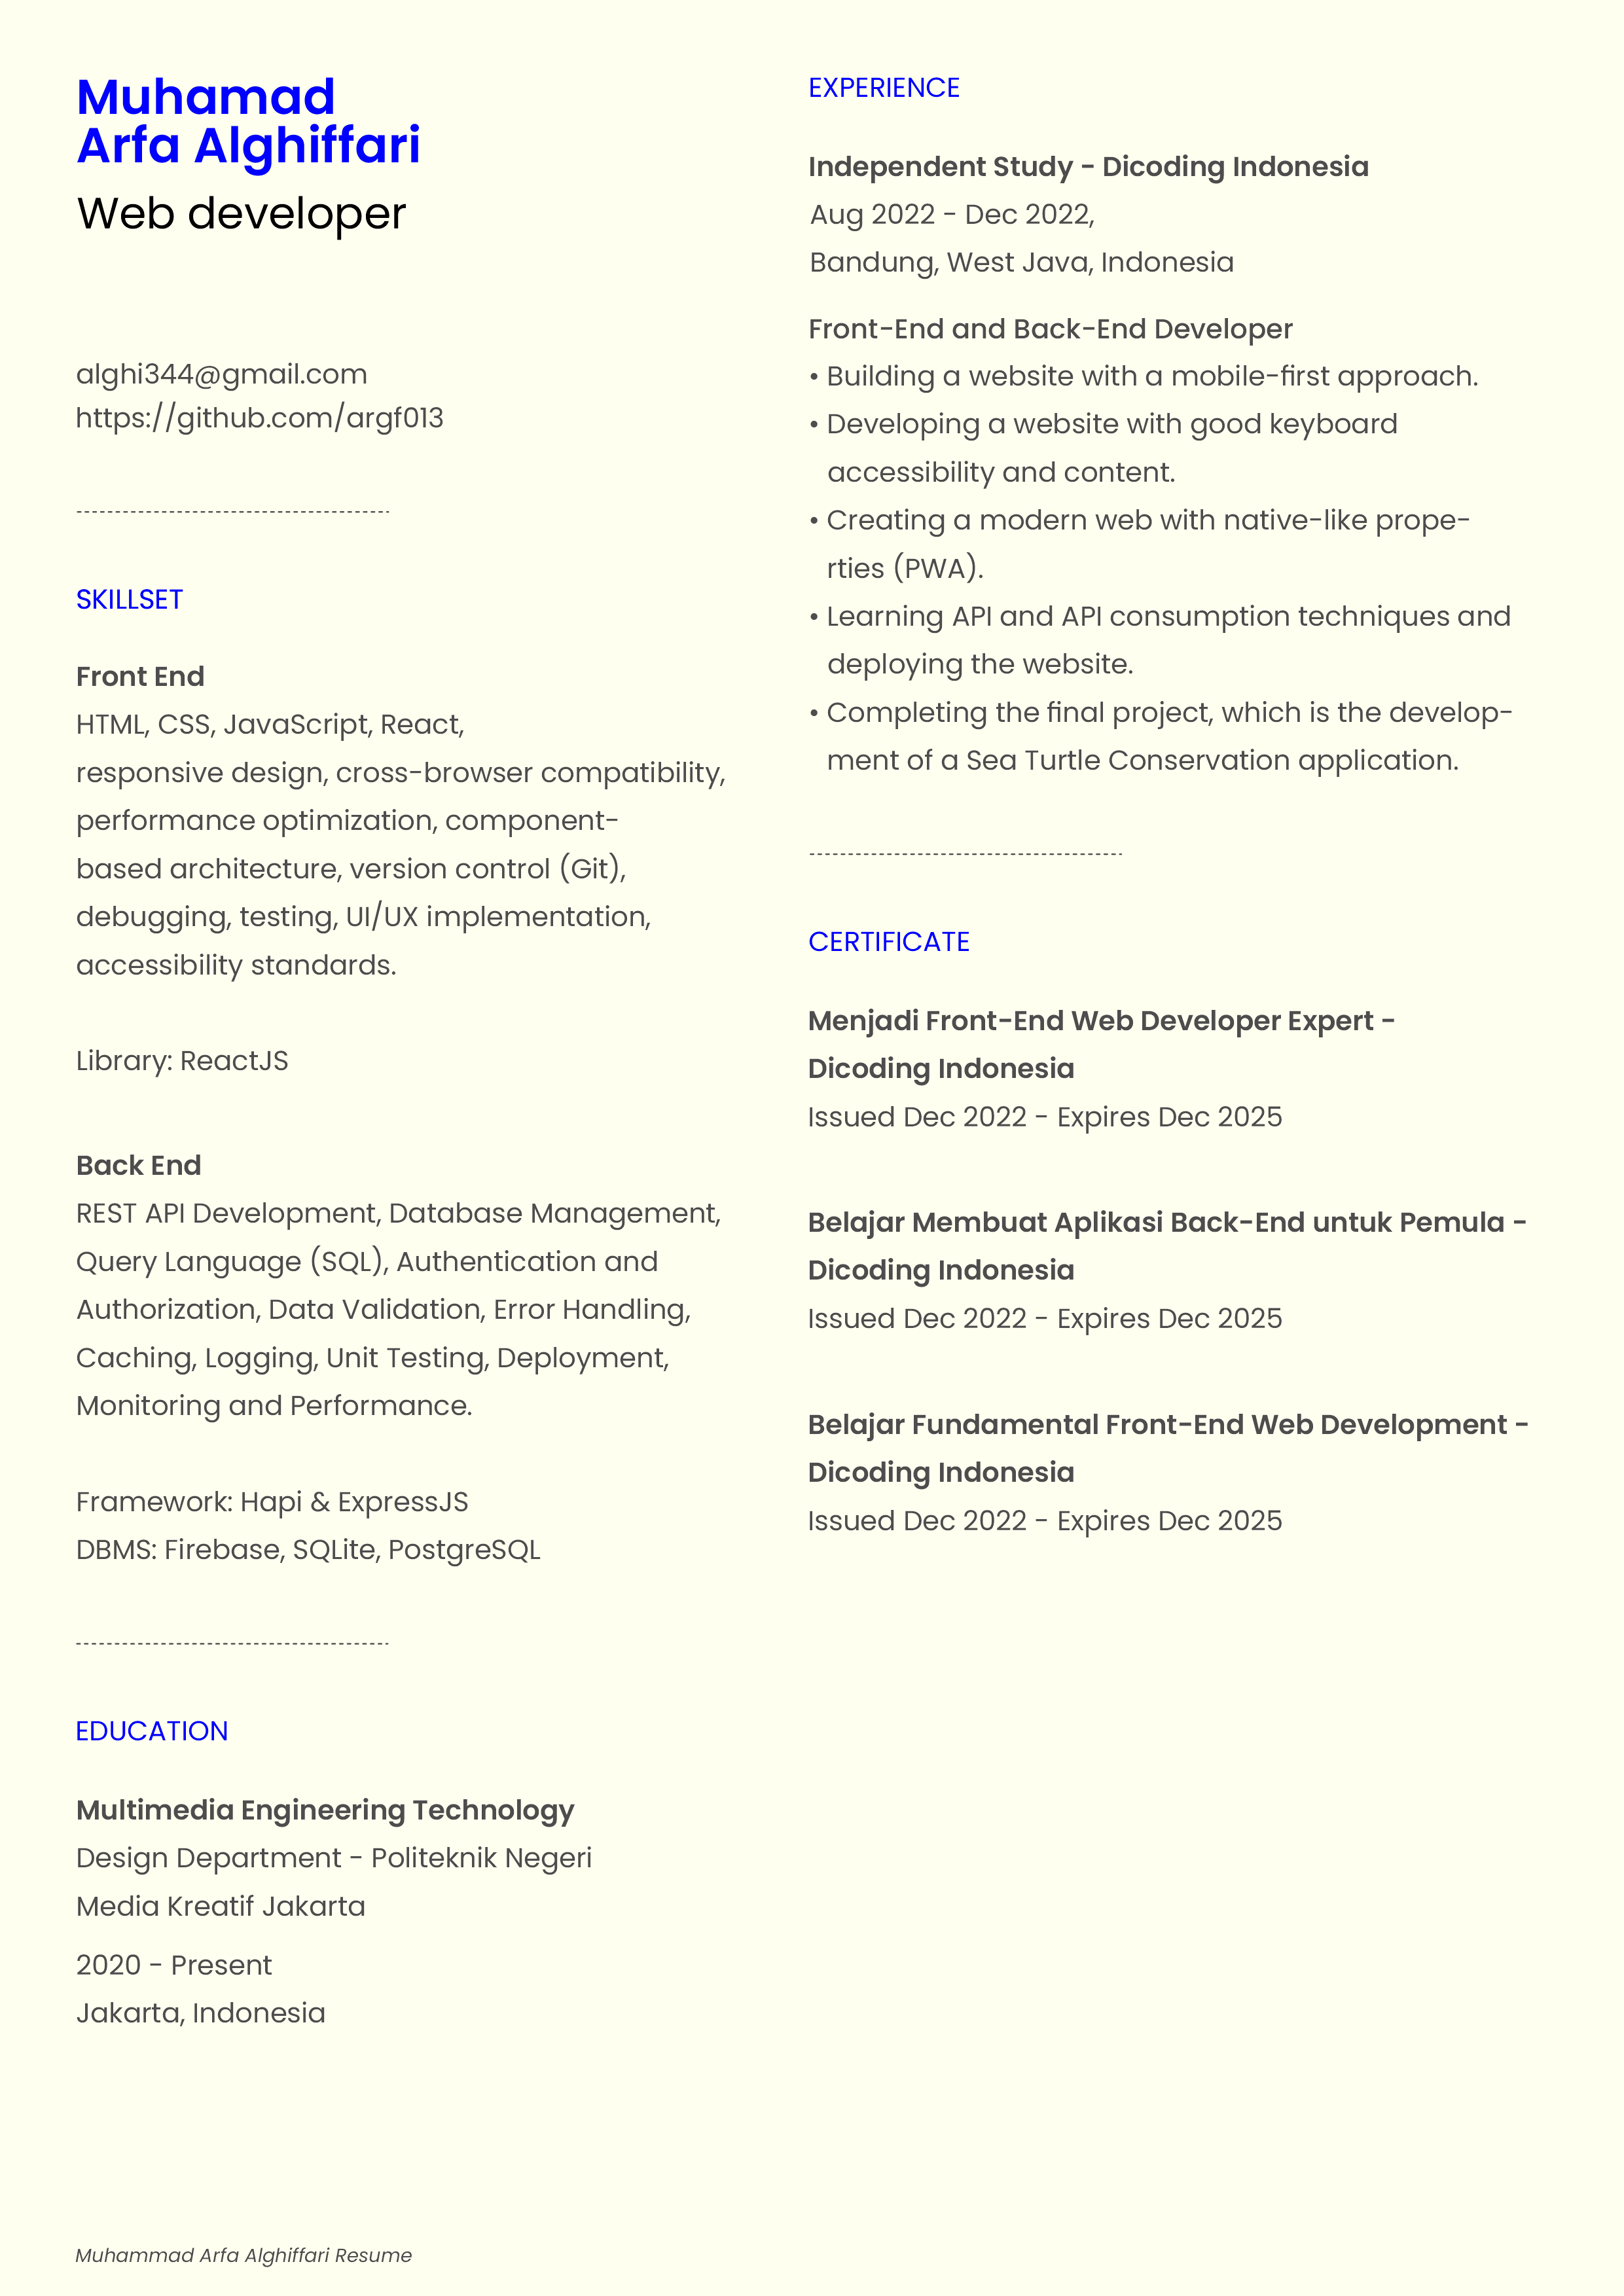 Muhamad
Arfa Alghiffari
Web developer
alghi344@gmail.com
https://github.com/argf013
SKILLSET
Front End
HTML, CSS, JavaScript, React,
responsive design, cross-browser compatibility,
performance optimization, component-
based architecture, version control (Git),
debugging, testing, UI/UX implementation,
accessibility standards.
Library: ReactJS
Back End
REST API Development, Database Management,
Query Language (SQL), Authentication and
Authorization, Data Validation, Error Handling,
Caching, Logging, Unit Testing, Deployment,
Monitoring and Performance.
Framework: Hapi & ExpressJS
DBMS: Firebase, SQLite, PostgreSQL
EDUCATION
Multimedia Engineering Technology
Design Department - Politeknik Negeri
Media Kreatif Jakarta
2020 - Present
Jakarta, Indonesia
EXPERIENCE
Independent Study - Dicoding Indonesia
Aug 2022 - Dec 2022,
Bandung, West Java, Indonesia
Front-End and Back-End Developer
• Building a website with a mobile-first approach.
• Developing a website with good keyboard
accessibility and content.
• Creating a modern web with native-like prope-
rties (PWA).
• Learning API and API consumption techniques and
deploying the website.
• Completing the final project, which is the develop-
ment of a Sea Turtle Conservation application.
CERTIFICATE
Menjadi Front-End Web Developer Expert -
Dicoding Indonesia
Issued Dec 2022 - Expires Dec 2025
Belajar Membuat Aplikasi Back-End untuk Pemula -
Dicoding Indonesia
Issued Dec 2022 - Expires Dec 2025
Belajar Fundamental Front-End Web Development -
Dicoding Indonesia
Issued Dec 2022 - Expires Dec 2025
Muhammad Arfa Alghiffari Resume